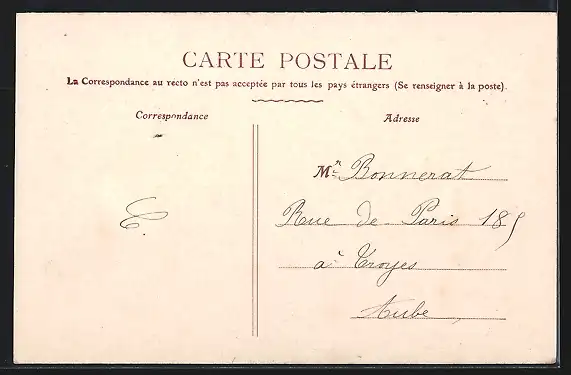 CARTE POSTALE
La Correspondance au recto n'est pas acceptée par tous les pays étrangers (Se renseigner à la poste).
Correspondance
Adresse
Mr Bonnerat
Rue de Paris 185
à Troyes
Aube